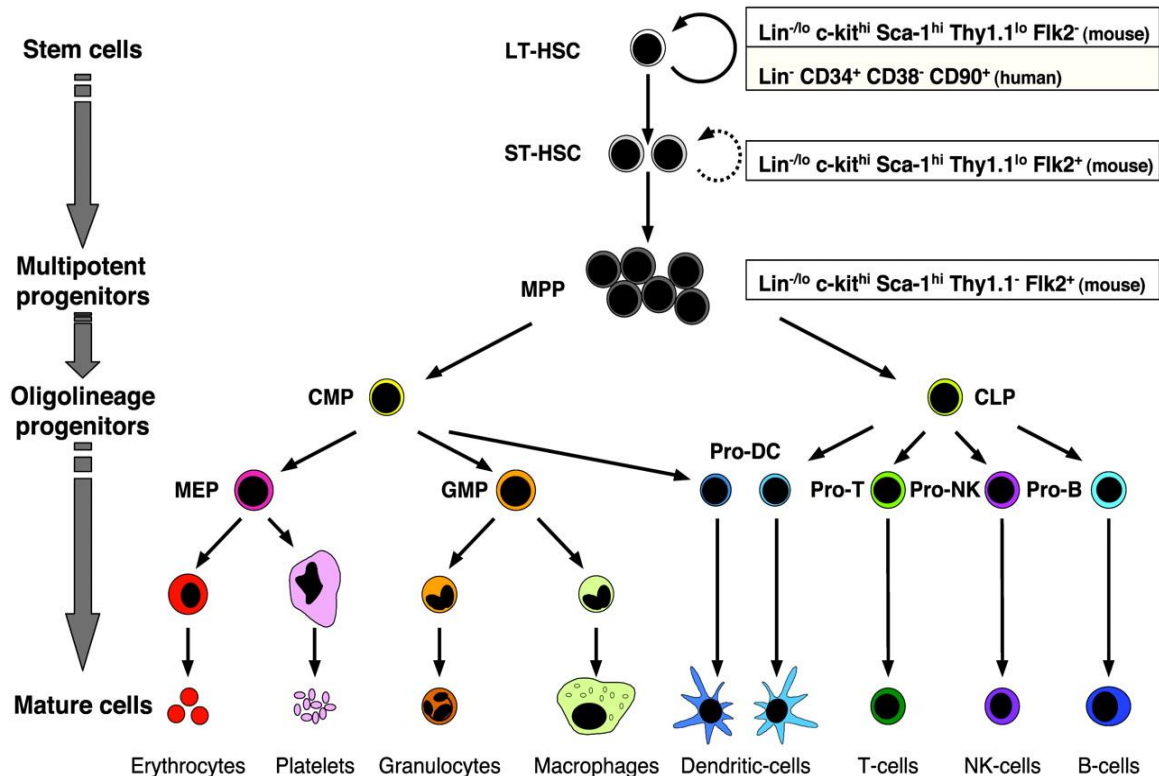 Stem cells
LT-HSC
Lin⁻/ˡᵒ c-kitʰⁱ Sca-1ʰⁱ Thy1.1ˡᵒ Flk2⁻ (mouse)
Lin⁻ CD34⁺ CD38⁻ CD90⁺ (human)
ST-HSC
Lin⁻/ˡᵒ c-kitʰⁱ Sca-1ʰⁱ Thy1.1ˡᵒ Flk2⁺ (mouse)
Multipotent
progenitors
MPP
Lin⁻/ˡᵒ c-kitʰⁱ Sca-1ʰⁱ Thy1.1⁻ Flk2⁺ (mouse)
Oligolineage
progenitors
CMP
CLP
MEP
GMP
Pro-DC
Pro-T
Pro-NK
Pro-B
Mature cells
Erythrocytes Platelets Granulocytes Macrophages Dendritic-cells T-cells NK-cells B-cells